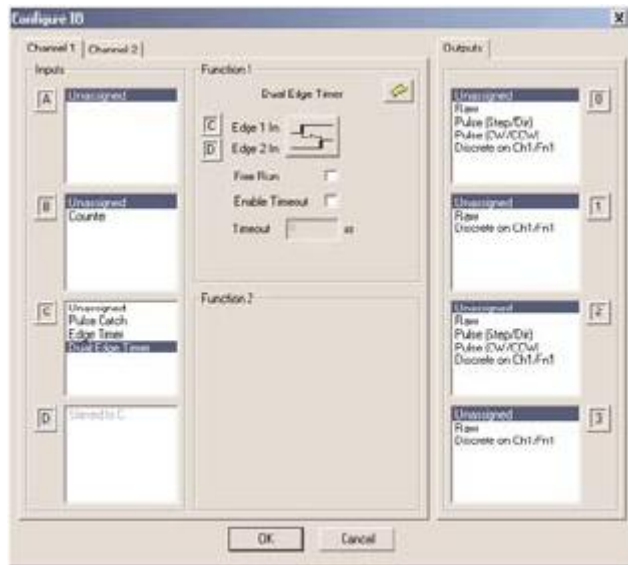 Configure IO
Channel 1
Channel 2
Inputs
A
Unassigned
B
Unassigned
Counter
C
Unassigned
Pulse Catch
Edge Timer
Dual Edge Timer
D
Slaved to C
Function 1
Dual Edge Timer
C
Edge 1 In
D
Edge 2 In
Free Run
Enable Timeout
Timeout
us
Function 2
Outputs
Unassigned
Raw
Pulse (Step/Dir)
Pulse (CW/CCW)
Discrete on Ch1/Fn1
0
Unassigned
Raw
Discrete on Ch1/Fn1
1
Unassigned
Raw
Pulse (Step/Dir)
Pulse (CW/CCW)
Discrete on Ch1/Fn1
2
Unassigned
Raw
Discrete on Ch1/Fn1
3
OK
Cancel